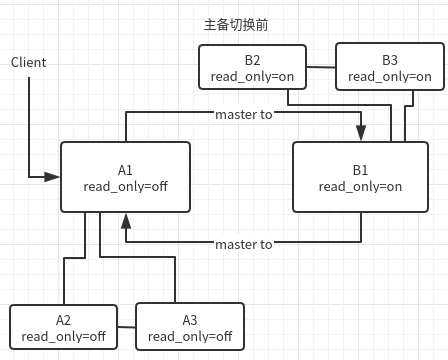 主备切换前
B2
read_only=on
B3
read_only=on
Client
master to
A1
read_only=off
B1
read_only=on
master to
A2
read_only=off
A3
read_only=off